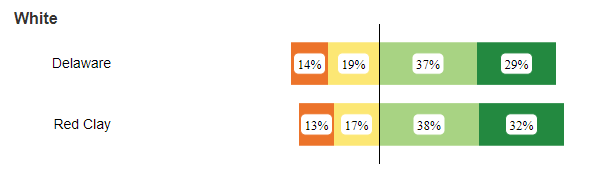 White
Delaware 14% 19% 37% 29%
Red Clay 13% 17% 38% 32%